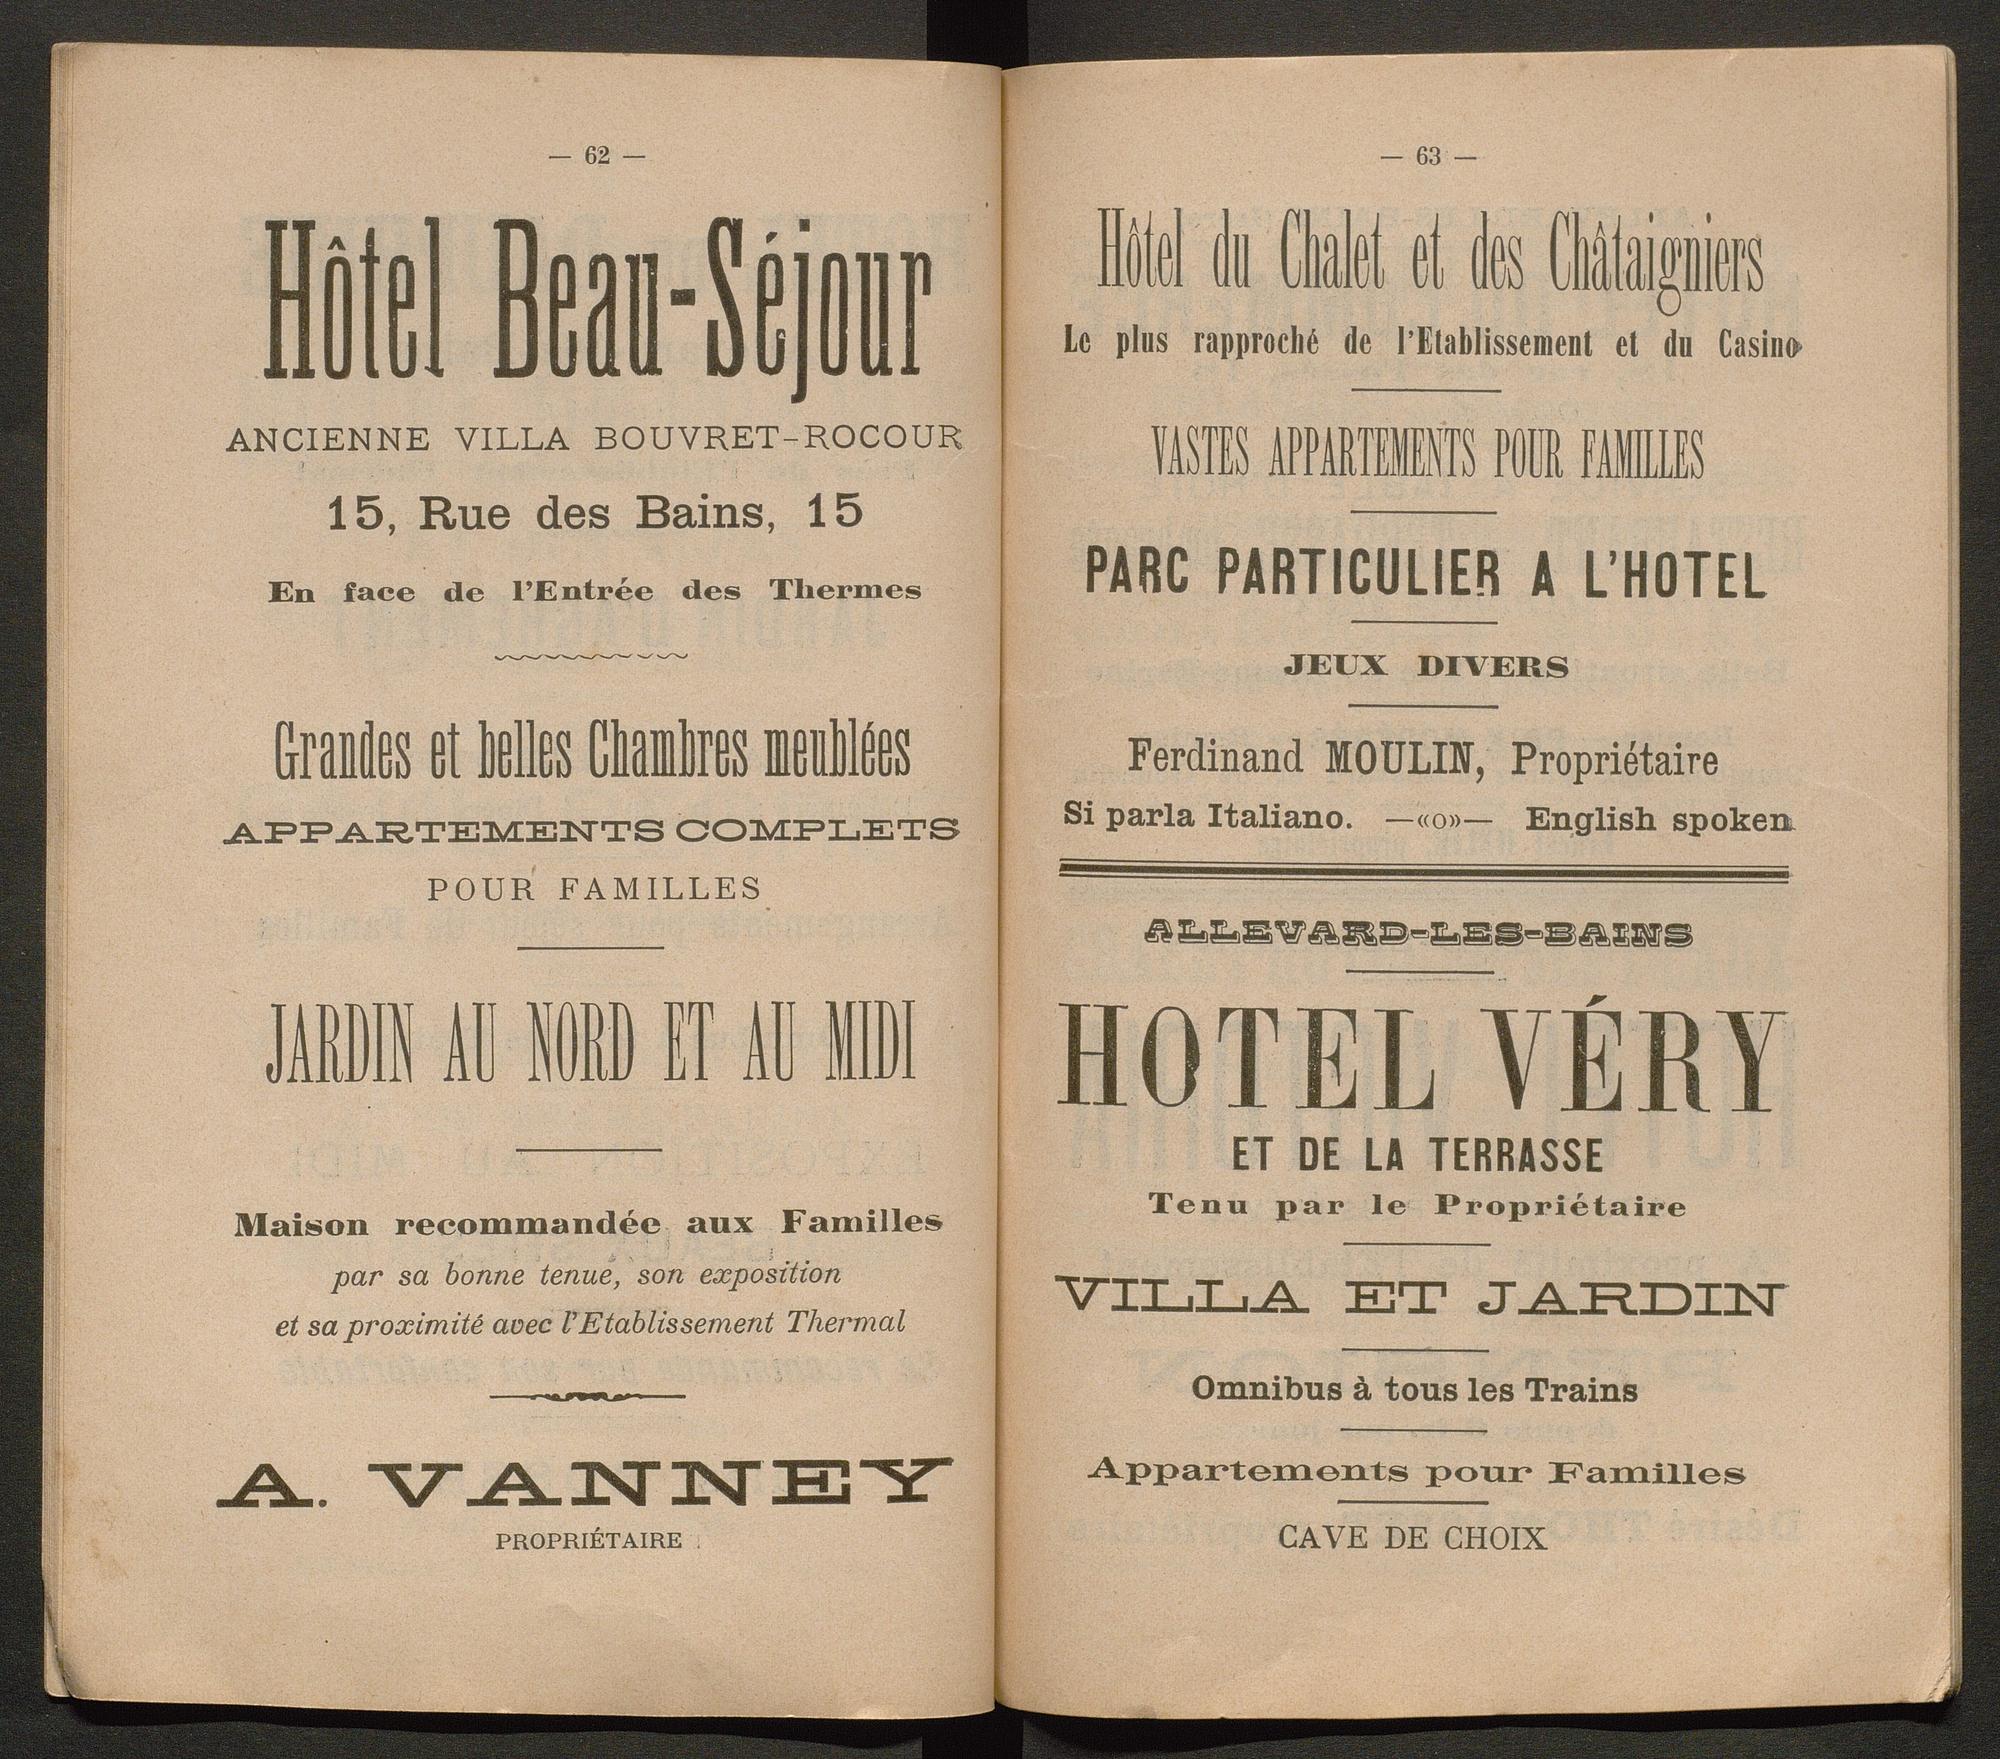 — 62 —
Hôtel Beau-Séjour
ANCIENNE VILLA BOUVRET-ROCOUR
15, Rue des Bains, 15
En face de l'Entrée des Thermes
Grandes et belles Chambres meublées
APPARTEMENTS COMPLETS
POUR FAMILLES
JARDIN AU NORD ET AU MIDI
Maison recommandée aux Familles
par sa bonne tenue, son exposition
et sa proximité avec l'Etablissement Thermal
A. VANNEY
PROPRIÉTAIRE
— 63 —
Hôtel du Chalet et des Châtaigniers
Le plus rapproché de l'Etablissement et du Casino
VASTES APPARTEMENTS POUR FAMILLES
PARC PARTICULIER A L'HOTEL
JEUX DIVERS
Ferdinand MOULIN, Propriétaire
Si parla Italiano. —«o»— English spoken
ALLEVARD-LES-BAINS
HOTEL VÉRY
ET DE LA TERRASSE
Tenu par le Propriétaire
VILLA ET JARDIN
Omnibus à tous les Trains
Appartements pour Familles
CAVE DE CHOIX